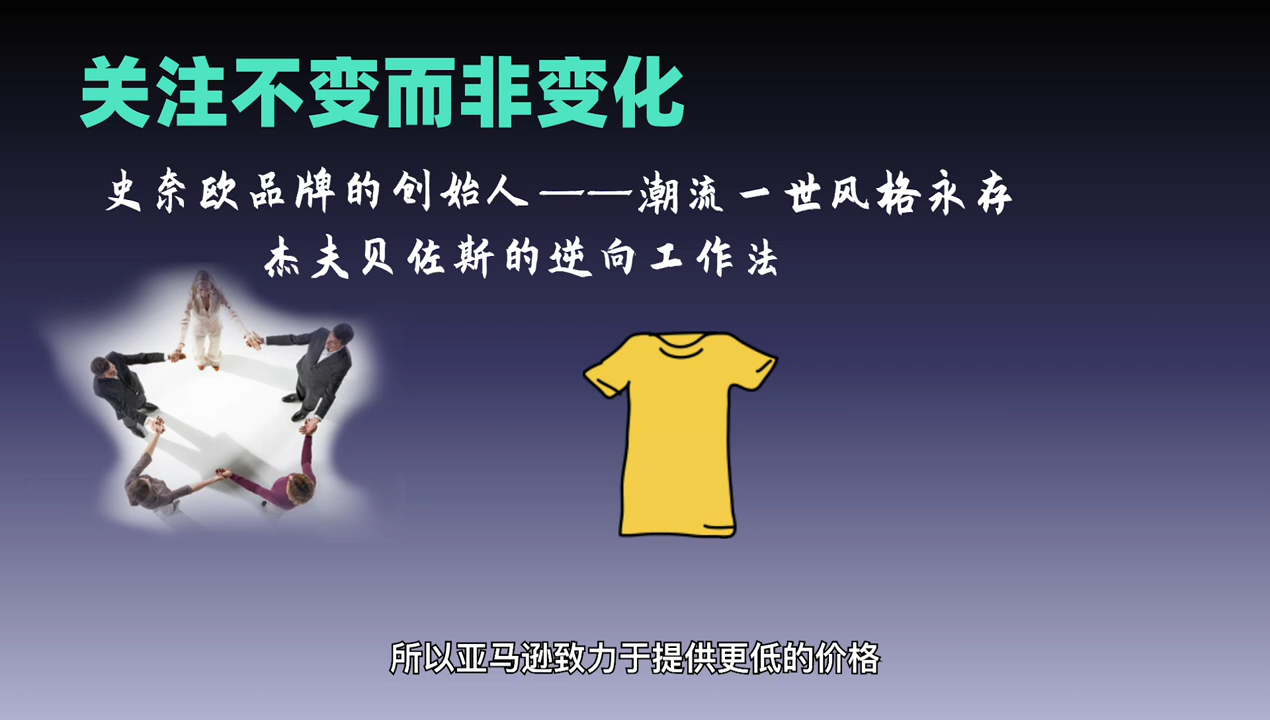 关注不变而非变化
史奈欧品牌的创始人——潮流一世风格永存
杰夫贝佐斯的逆向工作法
所以亚马逊致力于提供更低的价格